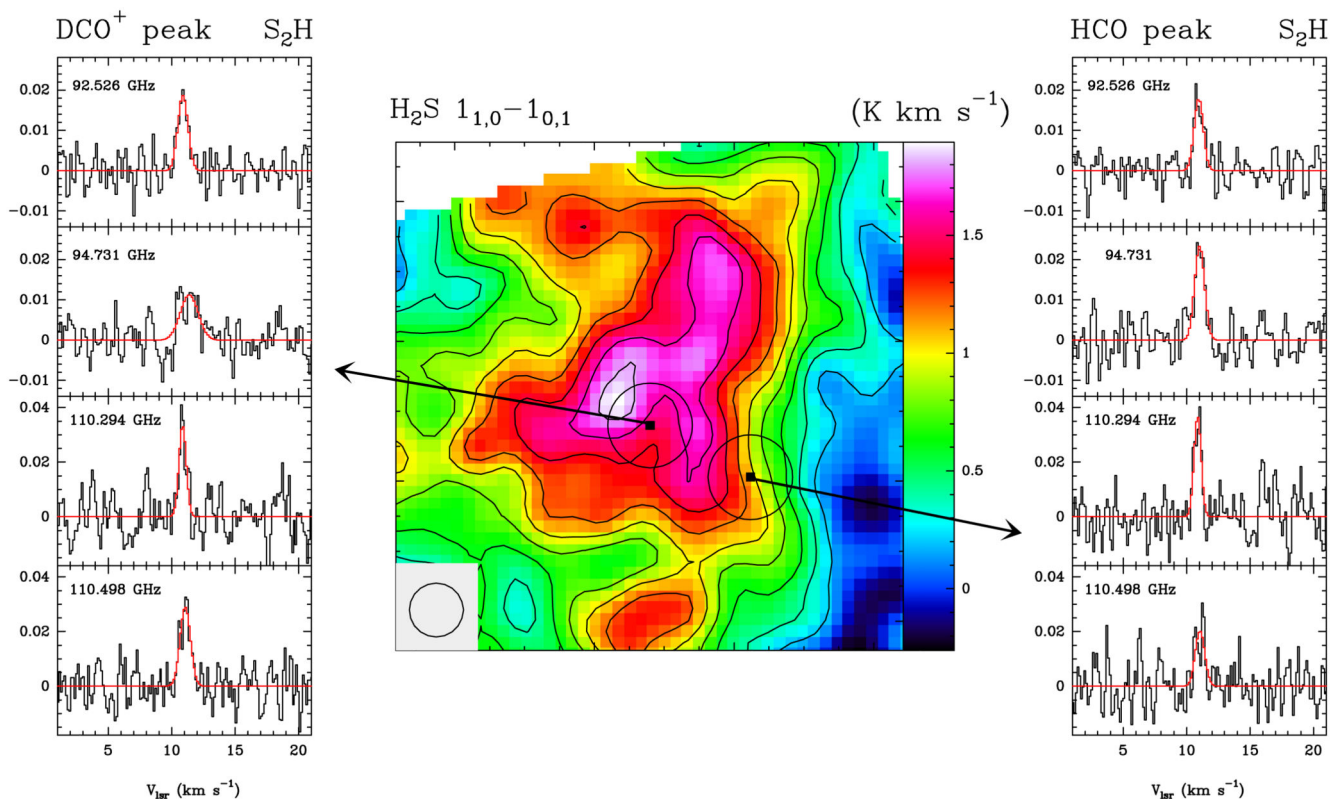 DCO⁺ peak S₂H
92.526 GHz
0.02
0.01
0
−0.01
94.731 GHz
0.02
0.01
0
−0.01
110.294 GHz
0.04
0.02
0
110.498 GHz
0.04
0.02
0
5 10 15 20
V_lsr (km s⁻¹)
H₂S 1₁,₀−1₀,₁ (K km s⁻¹)
1.5
1
0.5
0
HCO peak S₂H
92.526 GHz
0.02
0.01
0
−0.01
94.731
0.02
0.01
0
−0.01
110.294 GHz
0.04
0.02
0
110.498 GHz
0.04
0.02
0
5 10 15 20
V_lsr (km s⁻¹)